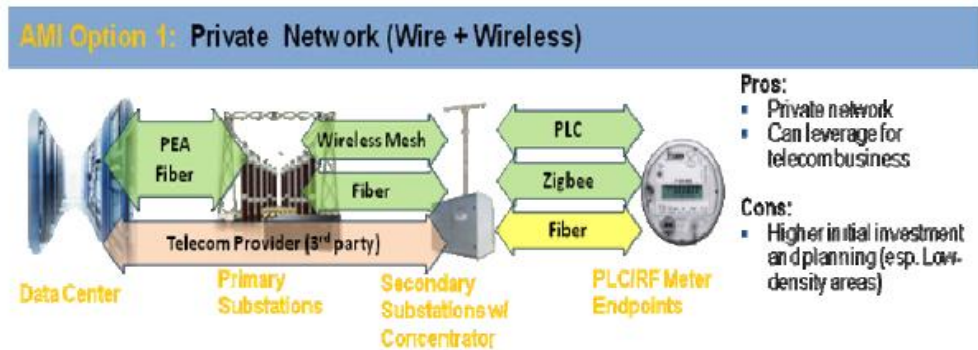 AMI Option 1: Private Network (Wire + Wireless)
PEA
Fiber
Wireless Mesh
Fiber
Telecom Provider (3rd party)
PLC
Zigbee
Fiber
Data Center
Primary
Substations
Secondary
Substations w/
Concentrator
PLC/RF Meter
Endpoints
Pros:
▪ Private network
▪ Can leverage for
telecom business
Cons:
▪ Higher initial investment
and planning (esp. Low-
density areas)